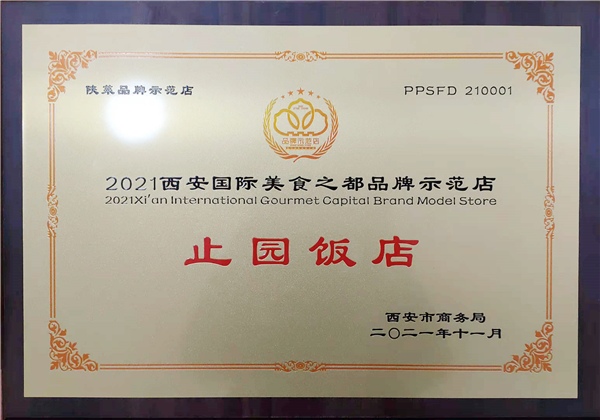 陕菜品牌示范店
PPSFD 210001
品牌示范店
2021西安国际美食之都品牌示范店
2021Xi'an International Gourmet Capital Brand Model Store
止园饭店
西安市商务局
二〇二一年十一月